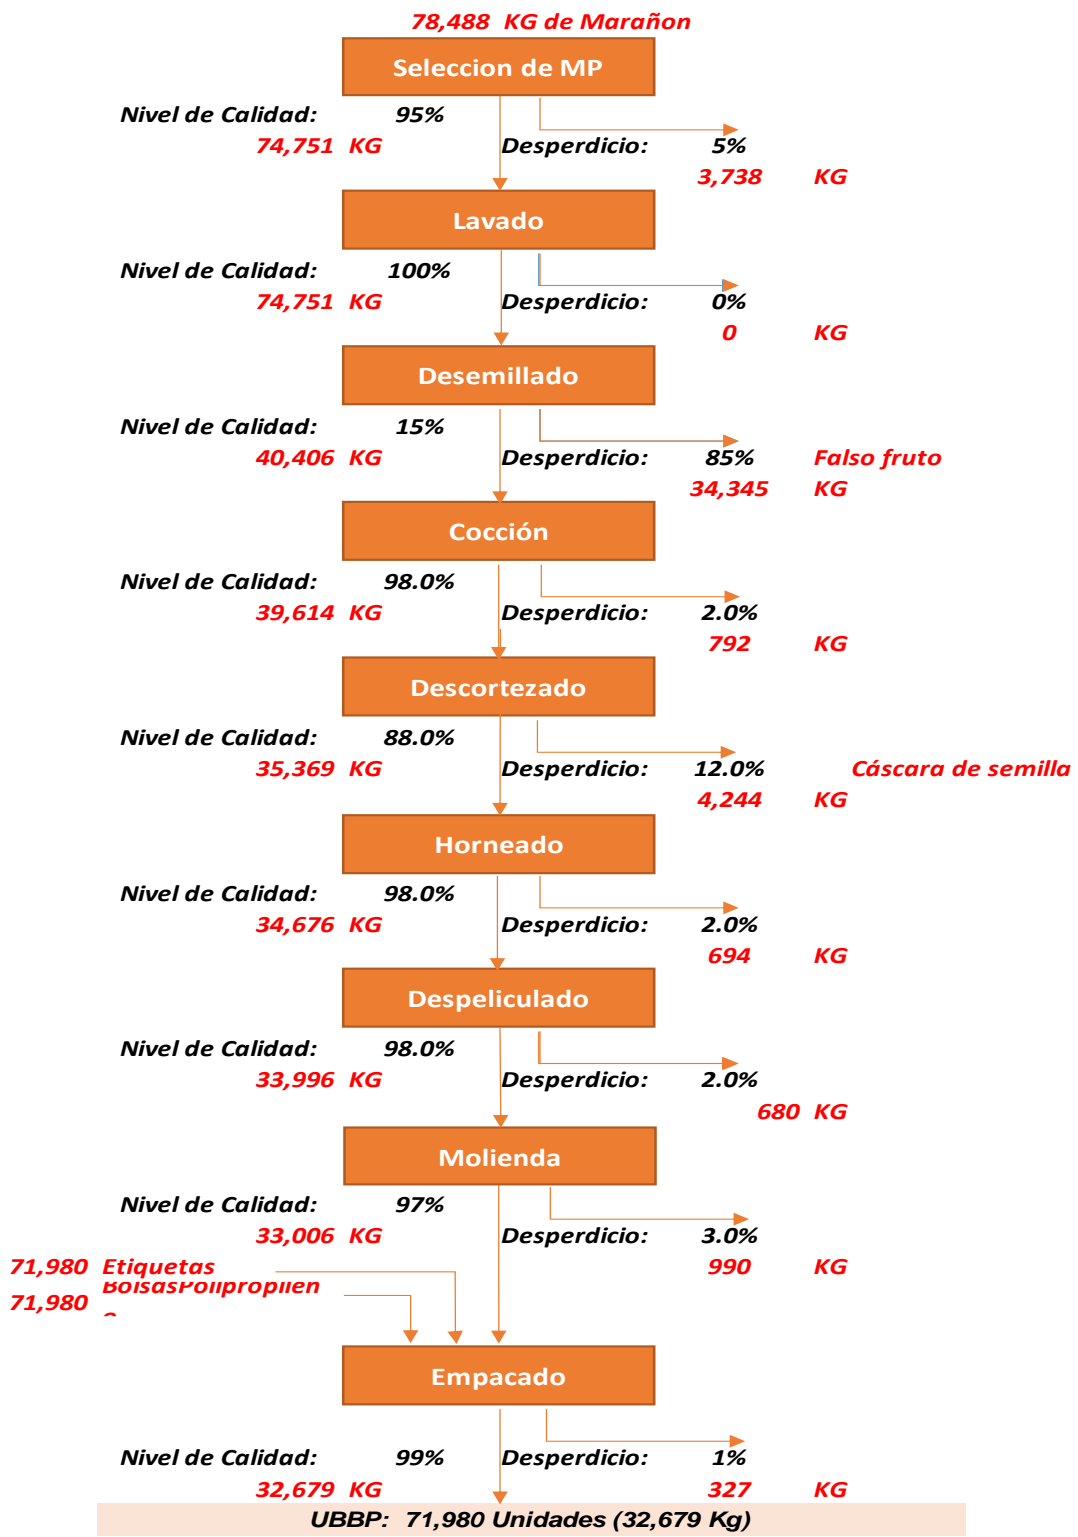 78,488 KG de Marañon
Seleccion de MP
Nivel de Calidad: 95%
74,751 KG Desperdicio: 5%
3,738 KG
Lavado
Nivel de Calidad: 100%
74,751 KG Desperdicio: 0%
0 KG
Desemillado
Nivel de Calidad: 15%
40,406 KG Desperdicio: 85% Falso fruto
34,345 KG
Cocción
Nivel de Calidad: 98.0%
39,614 KG Desperdicio: 2.0%
792 KG
Descortezado
Nivel de Calidad: 88.0%
35,369 KG Desperdicio: 12.0% Cáscara de semilla
4,244 KG
Horneado
Nivel de Calidad: 98.0%
34,676 KG Desperdicio: 2.0%
694 KG
Despeliculado
Nivel de Calidad: 98.0%
33,996 KG Desperdicio: 2.0%
680 KG
Molienda
Nivel de Calidad: 97%
33,006 KG Desperdicio: 3.0%
71,980 Etiquetas 990 KG
71,980 BolsasPolipropilen
Empacado
Nivel de Calidad: 99% Desperdicio: 1%
32,679 KG 327 KG
UBBP: 71,980 Unidades (32,679 Kg)